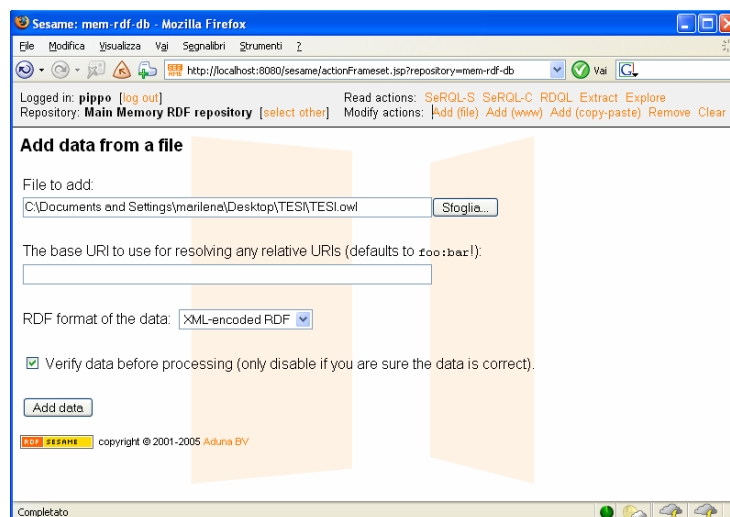 Sesame: mem-rdf-db - Mozilla Firefox
File Modifica Visualizza Vai Segnalibri Strumenti ?
http://localhost:8080/sesame/actionFrameset.jsp?repository=mem-rdf-db Vai
Logged in: pippo [log out] Read actions: SeRQL-S SeRQL-C RDQL Extract Explore
Repository: Main Memory RDF repository [select other] Modify actions: Add (file) Add (www) Add (copy-paste) Remove Clear
Add data from a file
File to add:
C:\Documents and Settings\marilena\Desktop\TESI\TESI.owl Sfoglia...
The base URI to use for resolving any relative URIs (defaults to foo:bar!):
RDF format of the data: XML-encoded RDF
Verify data before processing (only disable if you are sure the data is correct).
Add data
RDF SESAME copyright © 2001-2005 Aduna BV
Completato